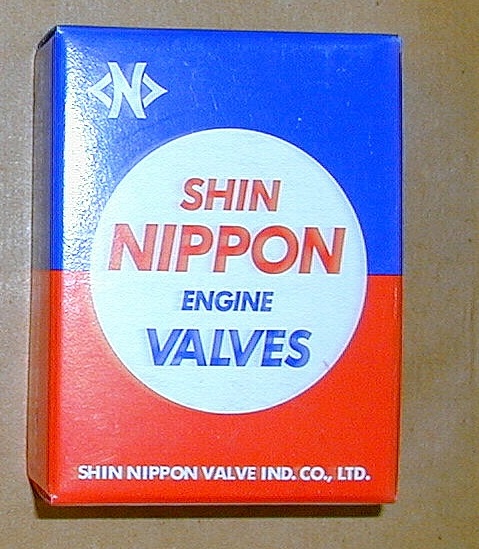 <N>
SHIN
NIPPON
ENGINE
VALVES
SHIN NIPPON VALVE IND. CO., LTD.